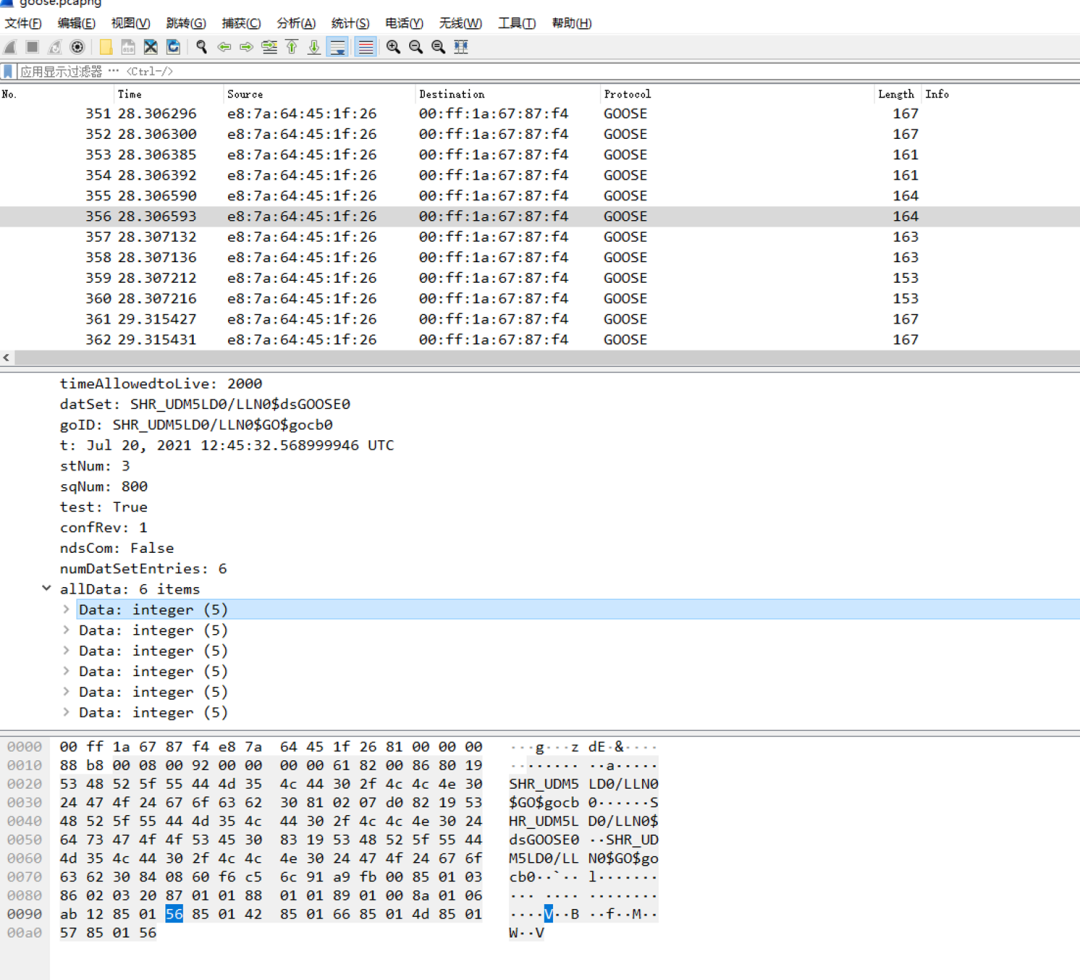 goose.pcapng
文件(F) 编辑(E) 视图(V) 跳转(G) 捕获(C) 分析(A) 统计(S) 电话(Y) 无线(W) 工具(T) 帮助(H)
应用显示过滤器 … <Ctrl-/>
No. Time Source Destination Protocol Length Info
351 28.306296 e8:7a:64:45:1f:26 00:ff:1a:67:87:f4 GOOSE 167
352 28.306300 e8:7a:64:45:1f:26 00:ff:1a:67:87:f4 GOOSE 167
353 28.306385 e8:7a:64:45:1f:26 00:ff:1a:67:87:f4 GOOSE 161
354 28.306392 e8:7a:64:45:1f:26 00:ff:1a:67:87:f4 GOOSE 161
355 28.306590 e8:7a:64:45:1f:26 00:ff:1a:67:87:f4 GOOSE 164
356 28.306593 e8:7a:64:45:1f:26 00:ff:1a:67:87:f4 GOOSE 164
357 28.307132 e8:7a:64:45:1f:26 00:ff:1a:67:87:f4 GOOSE 163
358 28.307136 e8:7a:64:45:1f:26 00:ff:1a:67:87:f4 GOOSE 163
359 28.307212 e8:7a:64:45:1f:26 00:ff:1a:67:87:f4 GOOSE 153
360 28.307216 e8:7a:64:45:1f:26 00:ff:1a:67:87:f4 GOOSE 153
361 29.315427 e8:7a:64:45:1f:26 00:ff:1a:67:87:f4 GOOSE 167
362 29.315431 e8:7a:64:45:1f:26 00:ff:1a:67:87:f4 GOOSE 167
timeAllowedtoLive: 2000
datSet: SHR_UDM5LD0/LLN0$dsGOOSE0
goID: SHR_UDM5LD0/LLN0$GO$gocb0
t: Jul 20, 2021 12:45:32.568999946 UTC
stNum: 3
sqNum: 800
test: True
confRev: 1
ndsCom: False
numDatSetEntries: 6
allData: 6 items
Data: integer (5)
Data: integer (5)
Data: integer (5)
Data: integer (5)
Data: integer (5)
Data: integer (5)
0000 00 ff 1a 67 87 f4 e8 7a 64 45 1f 26 81 00 00 00 ···g···z dE·&····
0010 88 b8 00 08 00 92 00 00 00 00 61 82 00 86 80 19 ········ ··a·····
0020 53 48 52 5f 55 44 4d 35 4c 44 30 2f 4c 4c 4e 30 SHR_UDM5 LD0/LLN0
0030 24 47 4f 24 67 6f 63 62 30 81 02 07 d0 82 19 53 $GO$gocb 0······S
0040 48 52 5f 55 44 4d 35 4c 44 30 2f 4c 4c 4e 30 24 HR_UDM5L D0/LLN0$
0050 64 73 47 4f 4f 53 45 30 83 19 53 48 52 5f 55 44 dsGOOSE0 ··SHR_UD
0060 4d 35 4c 44 30 2f 4c 4c 4e 30 24 47 4f 24 67 6f M5LD0/LL N0$GO$go
0070 63 62 30 84 08 60 f6 c5 6c 91 a9 fb 00 85 01 03 cb0··`·· l·······
0080 86 02 03 20 87 01 01 88 01 01 89 01 00 8a 01 06 ··· ···· ········
0090 ab 12 85 01 56 85 01 42 85 01 66 85 01 4d 85 01 ····V··B ··f··M··
00a0 57 85 01 56 W··V